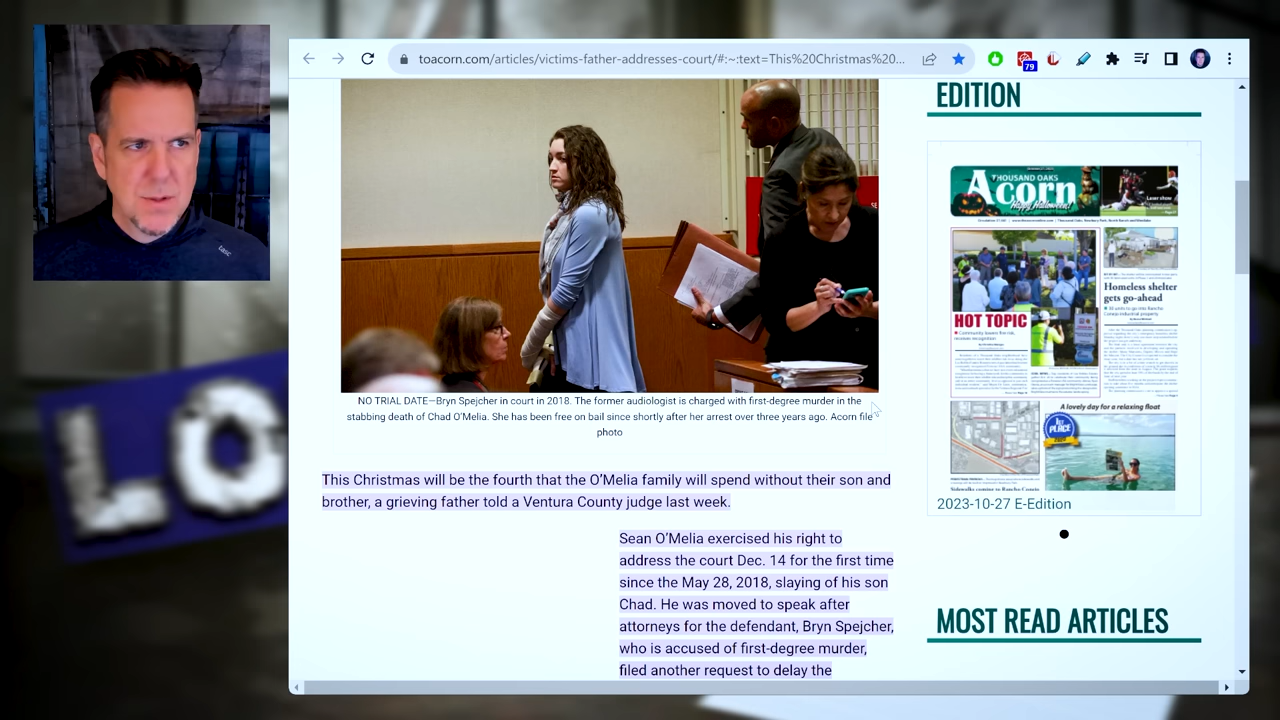 toacorn.com/articles/victims-father-addresses-court/#:~:text=This%20Christmas%20...
79
EDITION
THOUSAND OAKS
Acorn
Happy Halloween!
Homeless shelter
gets go-ahead
HOT TOPIC
A lovely day for a relaxing float
1ST
PLACE
2023-10-27 E-Edition
cher in court in 2018. The former audiologist is charged with first-degree murder in the
stabbing death of Chad O'Melia. She has been free on bail since shortly after her arrest over three years ago. Acorn file
photo
This Christmas will be the fourth that the O'Melia family will spend without their son and
brother, a grieving father told a Ventura County judge last week.
Sean O'Melia exercised his right to
address the court Dec. 14 for the first time
since the May 28, 2018, slaying of his son
Chad. He was moved to speak after
attorneys for the defendant, Bryn Spejcher,
who is accused of first-degree murder,
filed another request to delay the
MOST READ ARTICLES
LO